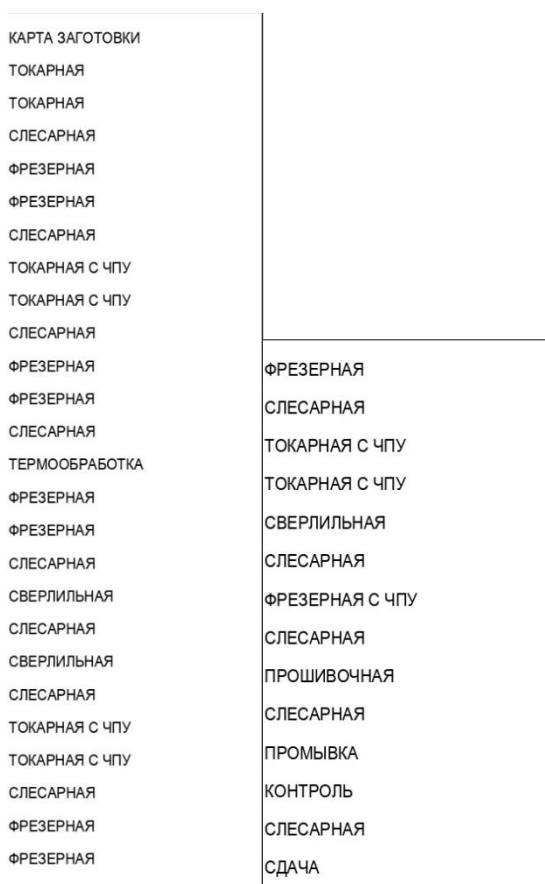 КАРТА ЗАГОТОВКИ
ТОКАРНАЯ
ТОКАРНАЯ
СЛЕСАРНАЯ
ФРЕЗЕРНАЯ
ФРЕЗЕРНАЯ
СЛЕСАРНАЯ
ТОКАРНАЯ С ЧПУ
ТОКАРНАЯ С ЧПУ
СЛЕСАРНАЯ
ФРЕЗЕРНАЯ
ФРЕЗЕРНАЯ
СЛЕСАРНАЯ
ТЕРМООБРАБОТКА
ФРЕЗЕРНАЯ
ФРЕЗЕРНАЯ
СЛЕСАРНАЯ
СВЕРЛИЛЬНАЯ
СЛЕСАРНАЯ
СВЕРЛИЛЬНАЯ
СЛЕСАРНАЯ
ТОКАРНАЯ С ЧПУ
ТОКАРНАЯ С ЧПУ
СЛЕСАРНАЯ
ФРЕЗЕРНАЯ
ФРЕЗЕРНАЯ
ФРЕЗЕРНАЯ
СЛЕСАРНАЯ
ТОКАРНАЯ С ЧПУ
ТОКАРНАЯ С ЧПУ
СВЕРЛИЛЬНАЯ
СЛЕСАРНАЯ
ФРЕЗЕРНАЯ С ЧПУ
СЛЕСАРНАЯ
ПРОШИВОЧНАЯ
СЛЕСАРНАЯ
ПРОМЫВКА
КОНТРОЛЬ
СЛЕСАРНАЯ
СДАЧА